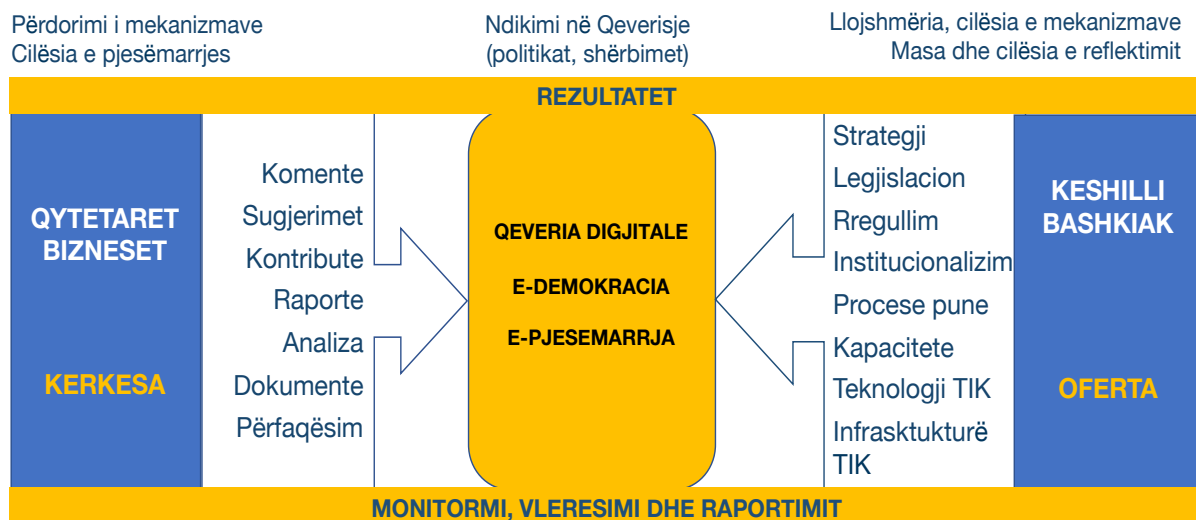 Përdorimi i mekanizmave
Cilësia e pjesëmarrjes
Ndikimi në Qeverisje
(politikat, shërbimet)
Llojshmëria, cilësia e mekanizmave
Masa dhe cilësia e reflektimit
REZULTATET
QYTETARET
BIZNESET
KERKESA
Komente
Sugjerimet
Kontribute
Raporte
Analiza
Dokumente
Përfaqësim
QEVERIA DIGJITALE
E-DEMOKRACIA
E-PJESEMARRJA
Strategji
Legjislacion
Rregullim
Institucionalizim
Procese pune
Kapacitete
Teknologji TIK
Infrasktukturë
TIK
KESHILLI
BASHKIAK
OFERTA
MONITORMI, VLERESIMI DHE RAPORTIMIT